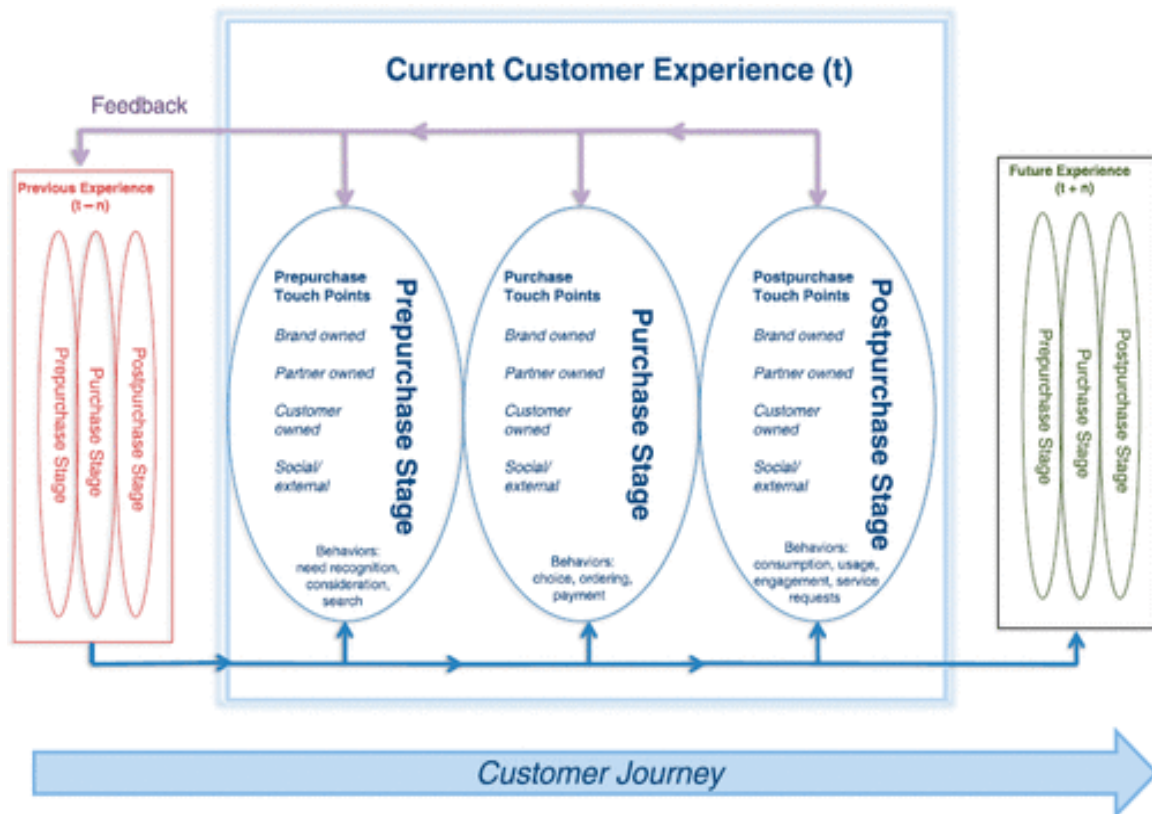 Current Customer Experience (t)
Feedback
Previous Experience
(t – n)
Prepurchase Stage
Purchase Stage
Postpurchase Stage
Prepurchase
Touch Points
Brand owned
Partner owned
Customer
owned
Social/
external
Behaviors:
need recognition,
consideration,
search
Prepurchase Stage
Purchase
Touch Points
Brand owned
Partner owned
Customer
owned
Social/
external
Behaviors:
choice, ordering,
payment
Purchase Stage
Postpurchase
Touch Points
Brand owned
Partner owned
Customer
owned
Social/
external
Behaviors:
consumption, usage,
engagement, service
requests
Postpurchase Stage
Future Experience
(t + n)
Prepurchase Stage
Purchase Stage
Postpurchase Stage
Customer Journey